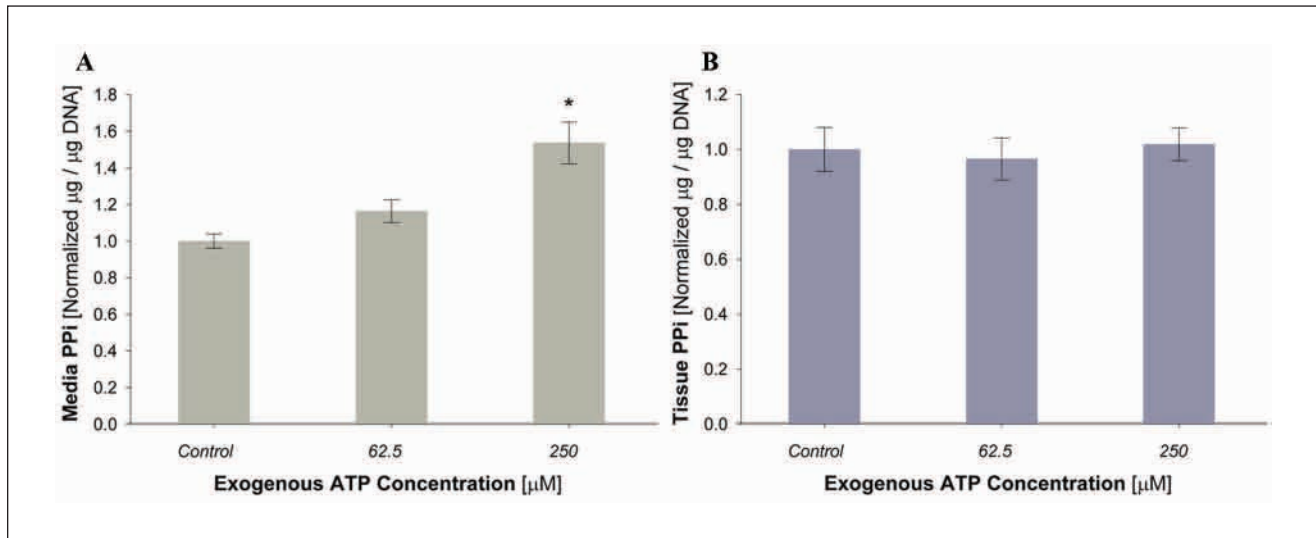 A
Media PPi [Normalized μg / μg DNA]
1.8
1.6
1.4
1.2
1.0
0.8
0.6
0.4
0.2
0.0
*
Control
62.5
250
Exogenous ATP Concentration [μM]
B
Tissue PPi [Normalized μg / μg DNA]
1.2
1.0
0.8
0.6
0.4
0.2
0.0
Control
62.5
250
Exogenous ATP Concentration [μM]